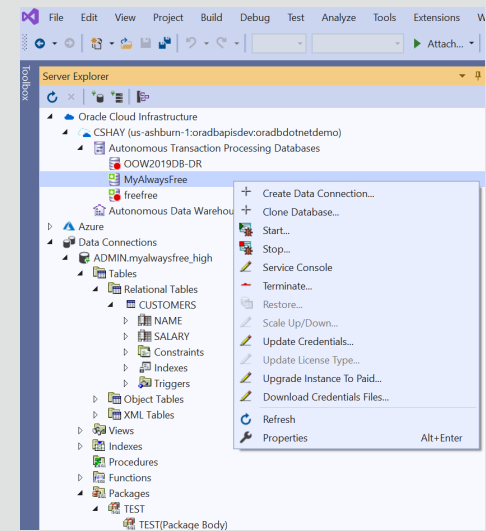 File Edit View Project Build Debug Test Analyze Tools Extensions W
Attach...
Toolbox
Server Explorer
Oracle Cloud Infrastructure
CSHAY (us-ashburn-1:oradbapisdev:oradbdotnetdemo)
Autonomous Transaction Processing Databases
OOW2019DB-DR
MyAlwaysFree
freefree
Autonomous Data Warehou
Azure
Data Connections
ADMIN.myalwaysfree_high
Tables
Relational Tables
CUSTOMERS
NAME
SALARY
Constraints
Indexes
Triggers
Object Tables
XML Tables
Views
Indexes
Procedures
Functions
Packages
TEST
TEST(Package Body)
Create Data Connection...
Clone Database...
Start...
Stop...
Service Console
Terminate...
Restore...
Scale Up/Down...
Update Credentials...
Update License Type...
Upgrade Instance To Paid...
Download Credentials Files...
Refresh
Properties Alt+Enter